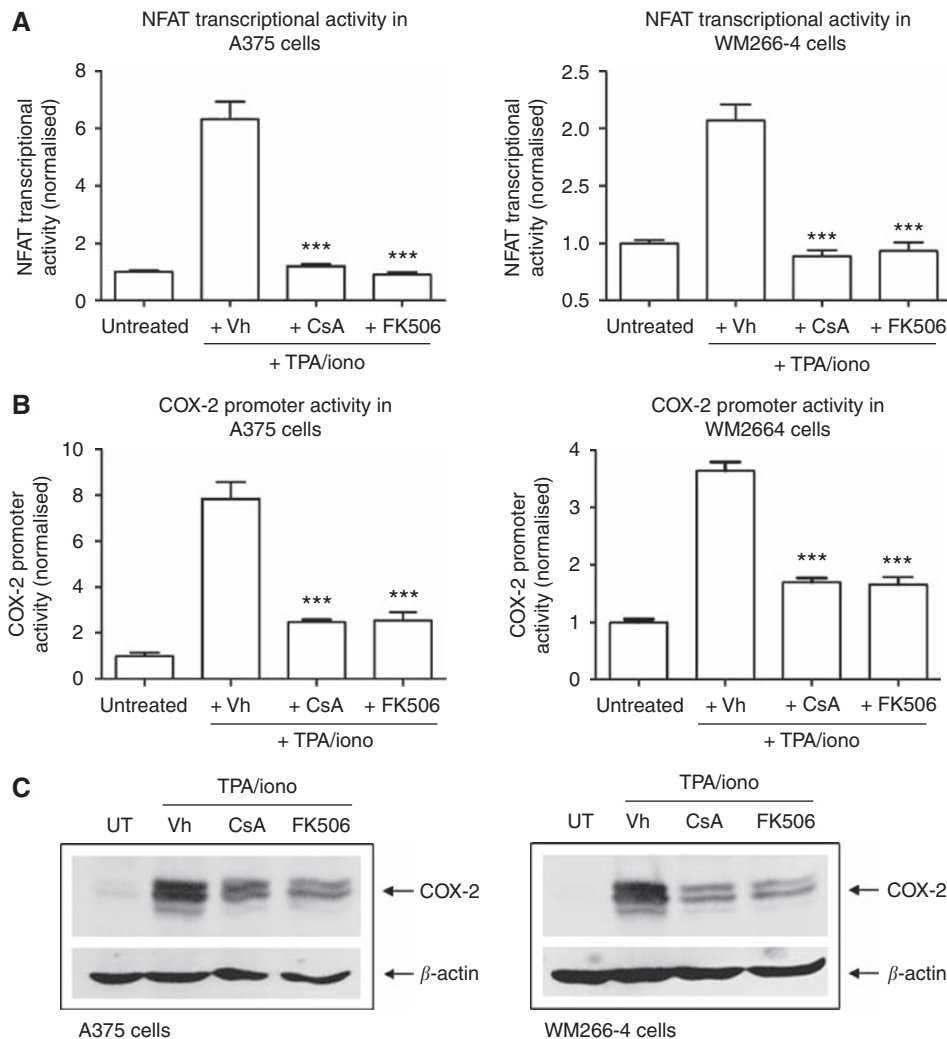 A
NFAT transcriptional activity in
A375 cells
NFAT transcriptional
activity (normalised)
8
6
4
2
0
***
***
Untreated
+ Vh
+ CsA
+ FK506
+ TPA/iono
NFAT transcriptional activity in
WM266-4 cells
NFAT transcriptional
activity (normalised)
2.5
2.0
2.5
1.0
0.5
***
***
Untreated
+ Vh
+ CsA
+ FK506
+ TPA/iono
B
COX-2 promoter activity in
A375 cells
COX-2 promoter
activity (normalised)
10
8
6
4
2
0
***
***
Untreated
+ Vh
+ CsA
+ FK506
+ TPA/iono
COX-2 promoter activity in
WM2664 cells
COX-2 promoter
activity (normalised)
4
3
2
1
0
***
***
Untreated
+ Vh
+ CsA
+ FK506
+ TPA/iono
C
TPA/iono
UT Vh CsA FK506
COX-2
β-actin
A375 cells
TPA/iono
UT Vh CsA FK506
COX-2
β-actin
WM266-4 cells